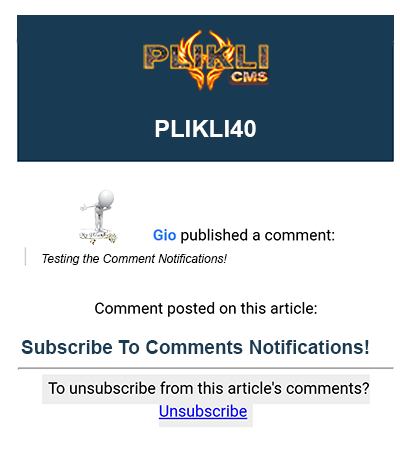 PLIKLI
CMS
PLIKLI40
Gio published a comment:
Testing the Comment Notifications!
Comment posted on this article:
Subscribe To Comments Notifications!
To unsubscribe from this article's comments?
Unsubscribe